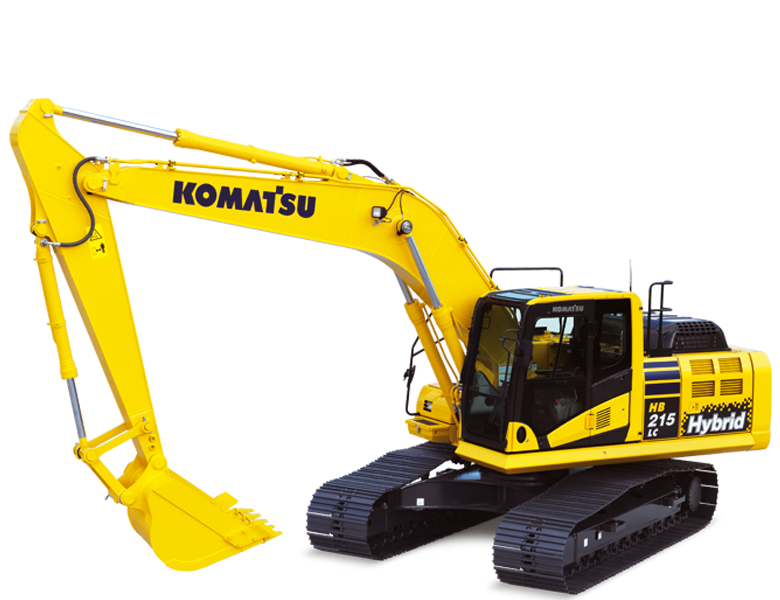 KOMATSU
KOMATSU
HB
215
LC
Hybrid